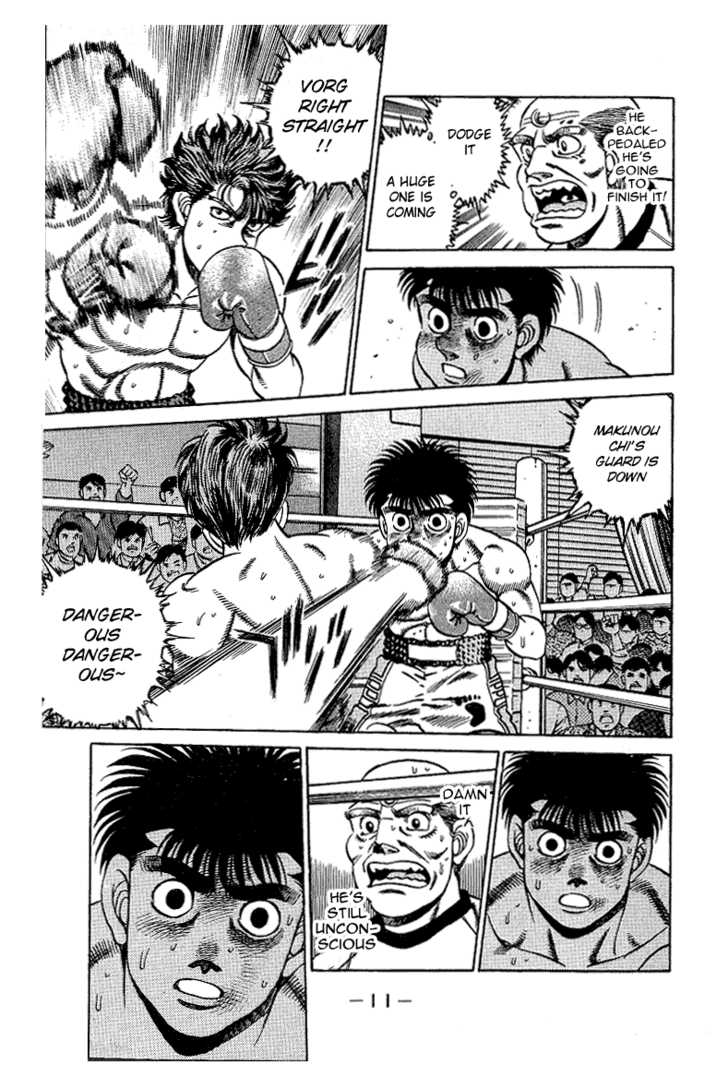 HE
BACK-
PEDALED
HE'S
GOING
TO
FINISH IT!
DODGE
IT
A HUGE
ONE IS
COMING
VORG
RIGHT
STRAIGHT
!!
MAKUNOU
CHI'S
GUARD IS
DOWN
DANGER-
OUS
DANGER-
OUS~
DAMN
IT
HE'S
STILL
UNCON-
SCIOUS
-11-